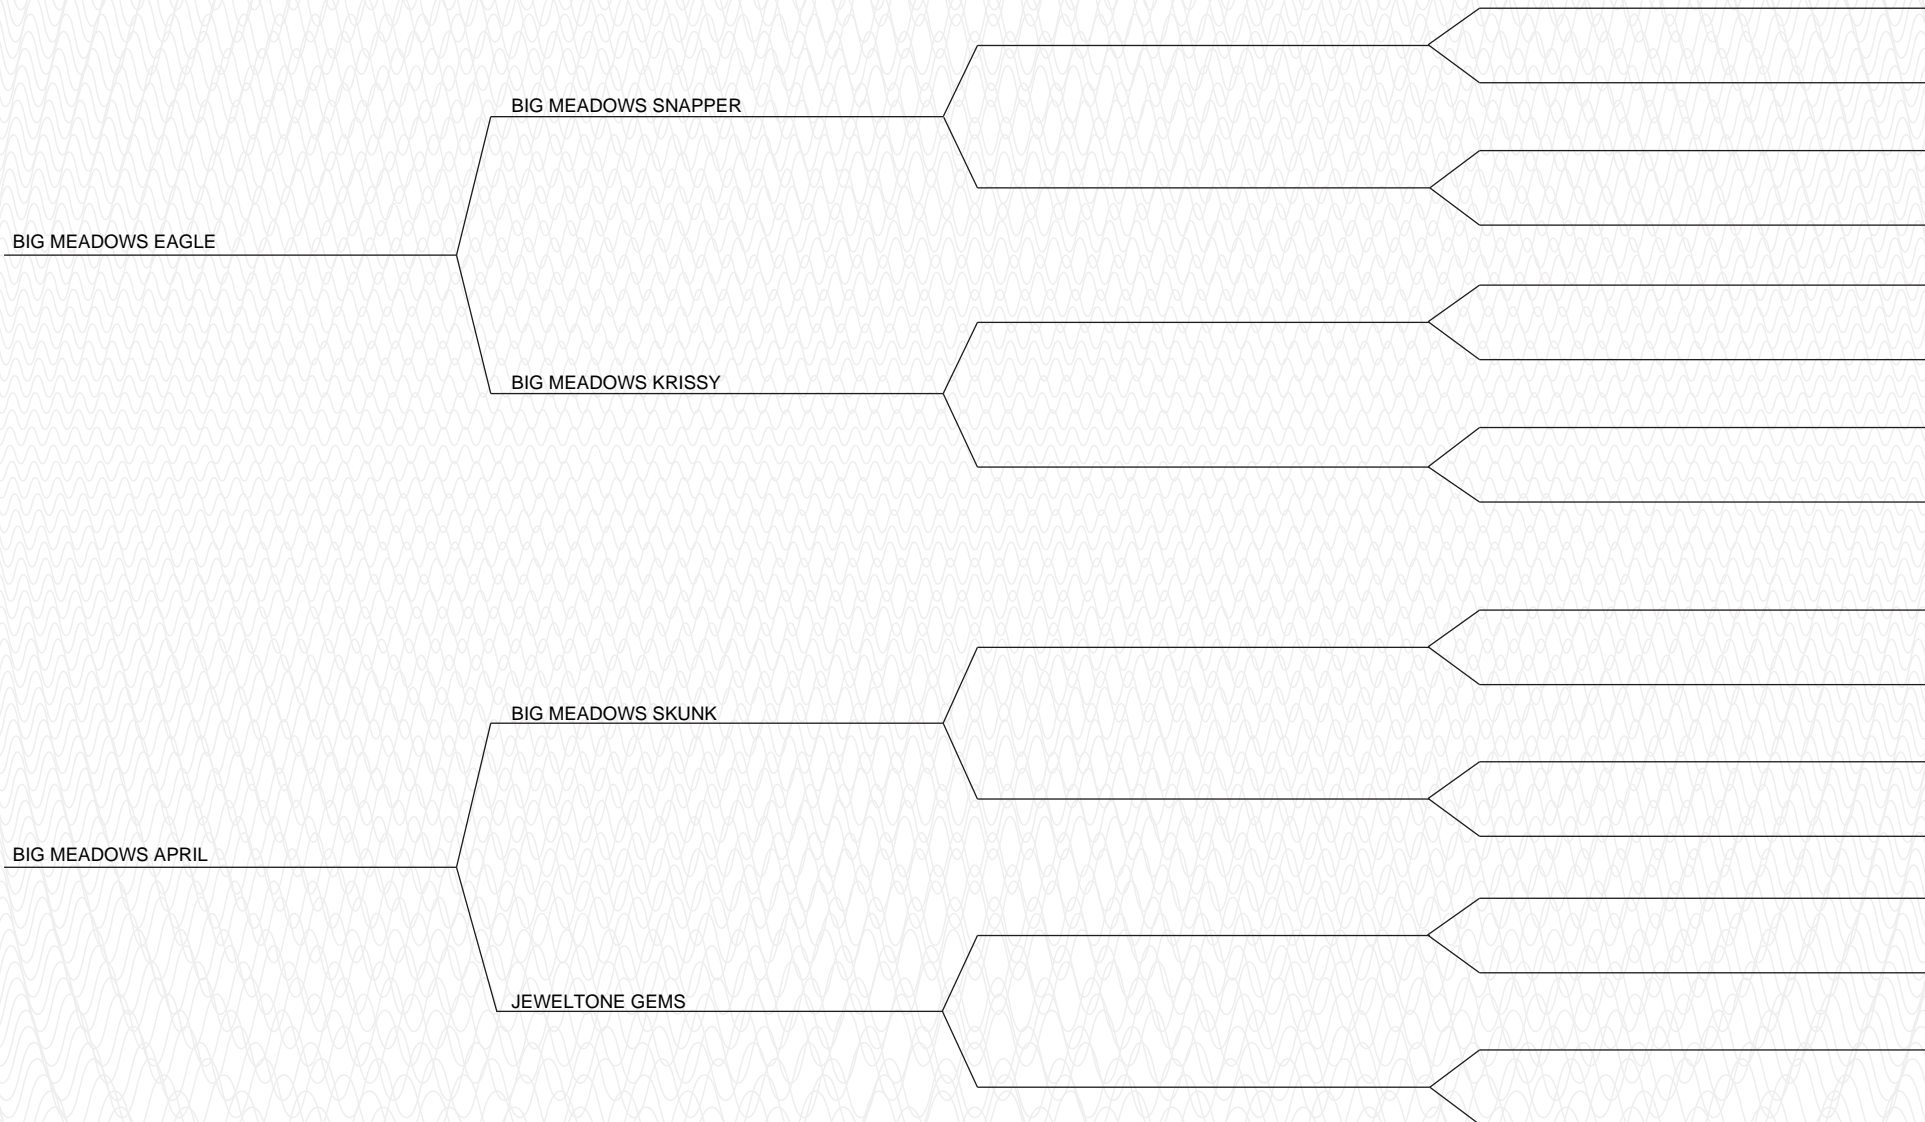 BIG MEADOWS SNAPPER
BIG MEADOWS EAGLE
BIG MEADOWS KRISSY
BIG MEADOWS SKUNK
BIG MEADOWS APRIL
JEWELTONE GEMS